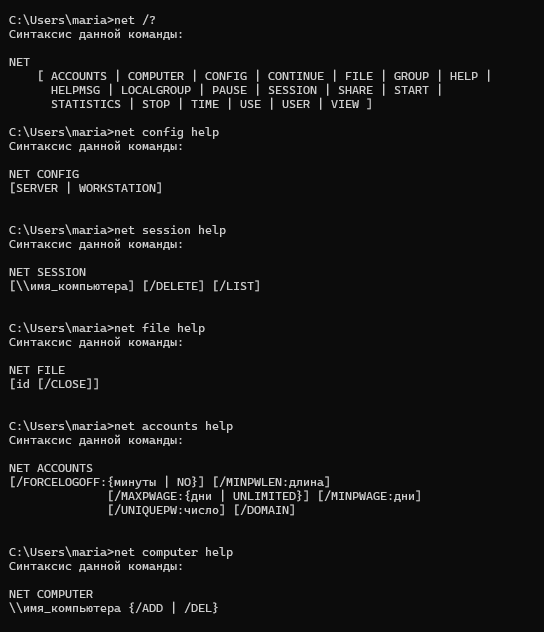 C:\Users\maria>net /?
Синтаксис данной команды:
NET
[ ACCOUNTS | COMPUTER | CONFIG | CONTINUE | FILE | GROUP | HELP |
HELPMSG | LOCALGROUP | PAUSE | SESSION | SHARE | START |
STATISTICS | STOP | TIME | USE | USER | VIEW ]
C:\Users\maria>net config help
Синтаксис данной команды:
NET CONFIG
[SERVER | WORKSTATION]
C:\Users\maria>net session help
Синтаксис данной команды:
NET SESSION
[\\имя_компьютера] [/DELETE] [/LIST]
C:\Users\maria>net file help
Синтаксис данной команды:
NET FILE
[id [/CLOSE]]
C:\Users\maria>net accounts help
Синтаксис данной команды:
NET ACCOUNTS
[/FORCELOGOFF:{минуты | NO}] [/MINPWLEN:длина]
[/MAXPWAGE:{дни | UNLIMITED}] [/MINPWAGE:дни]
[/UNIQUEPW:число] [/DOMAIN]
C:\Users\maria>net computer help
Синтаксис данной команды:
NET COMPUTER
\\имя_компьютера {/ADD | /DEL}